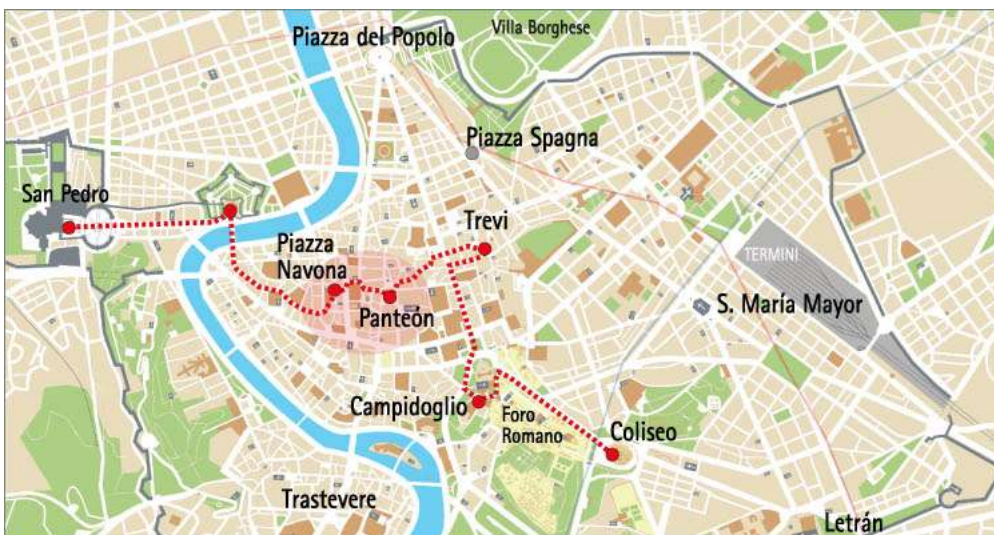 Villa Borghese
Piazza del Popolo
Piazza Spagna
San Pedro
Trevi
Piazza
Navona
TERMINI
S. María Mayor
Panteón
Campidoglio
Foro
Romano
Coliseo
Trastevere
Letrán